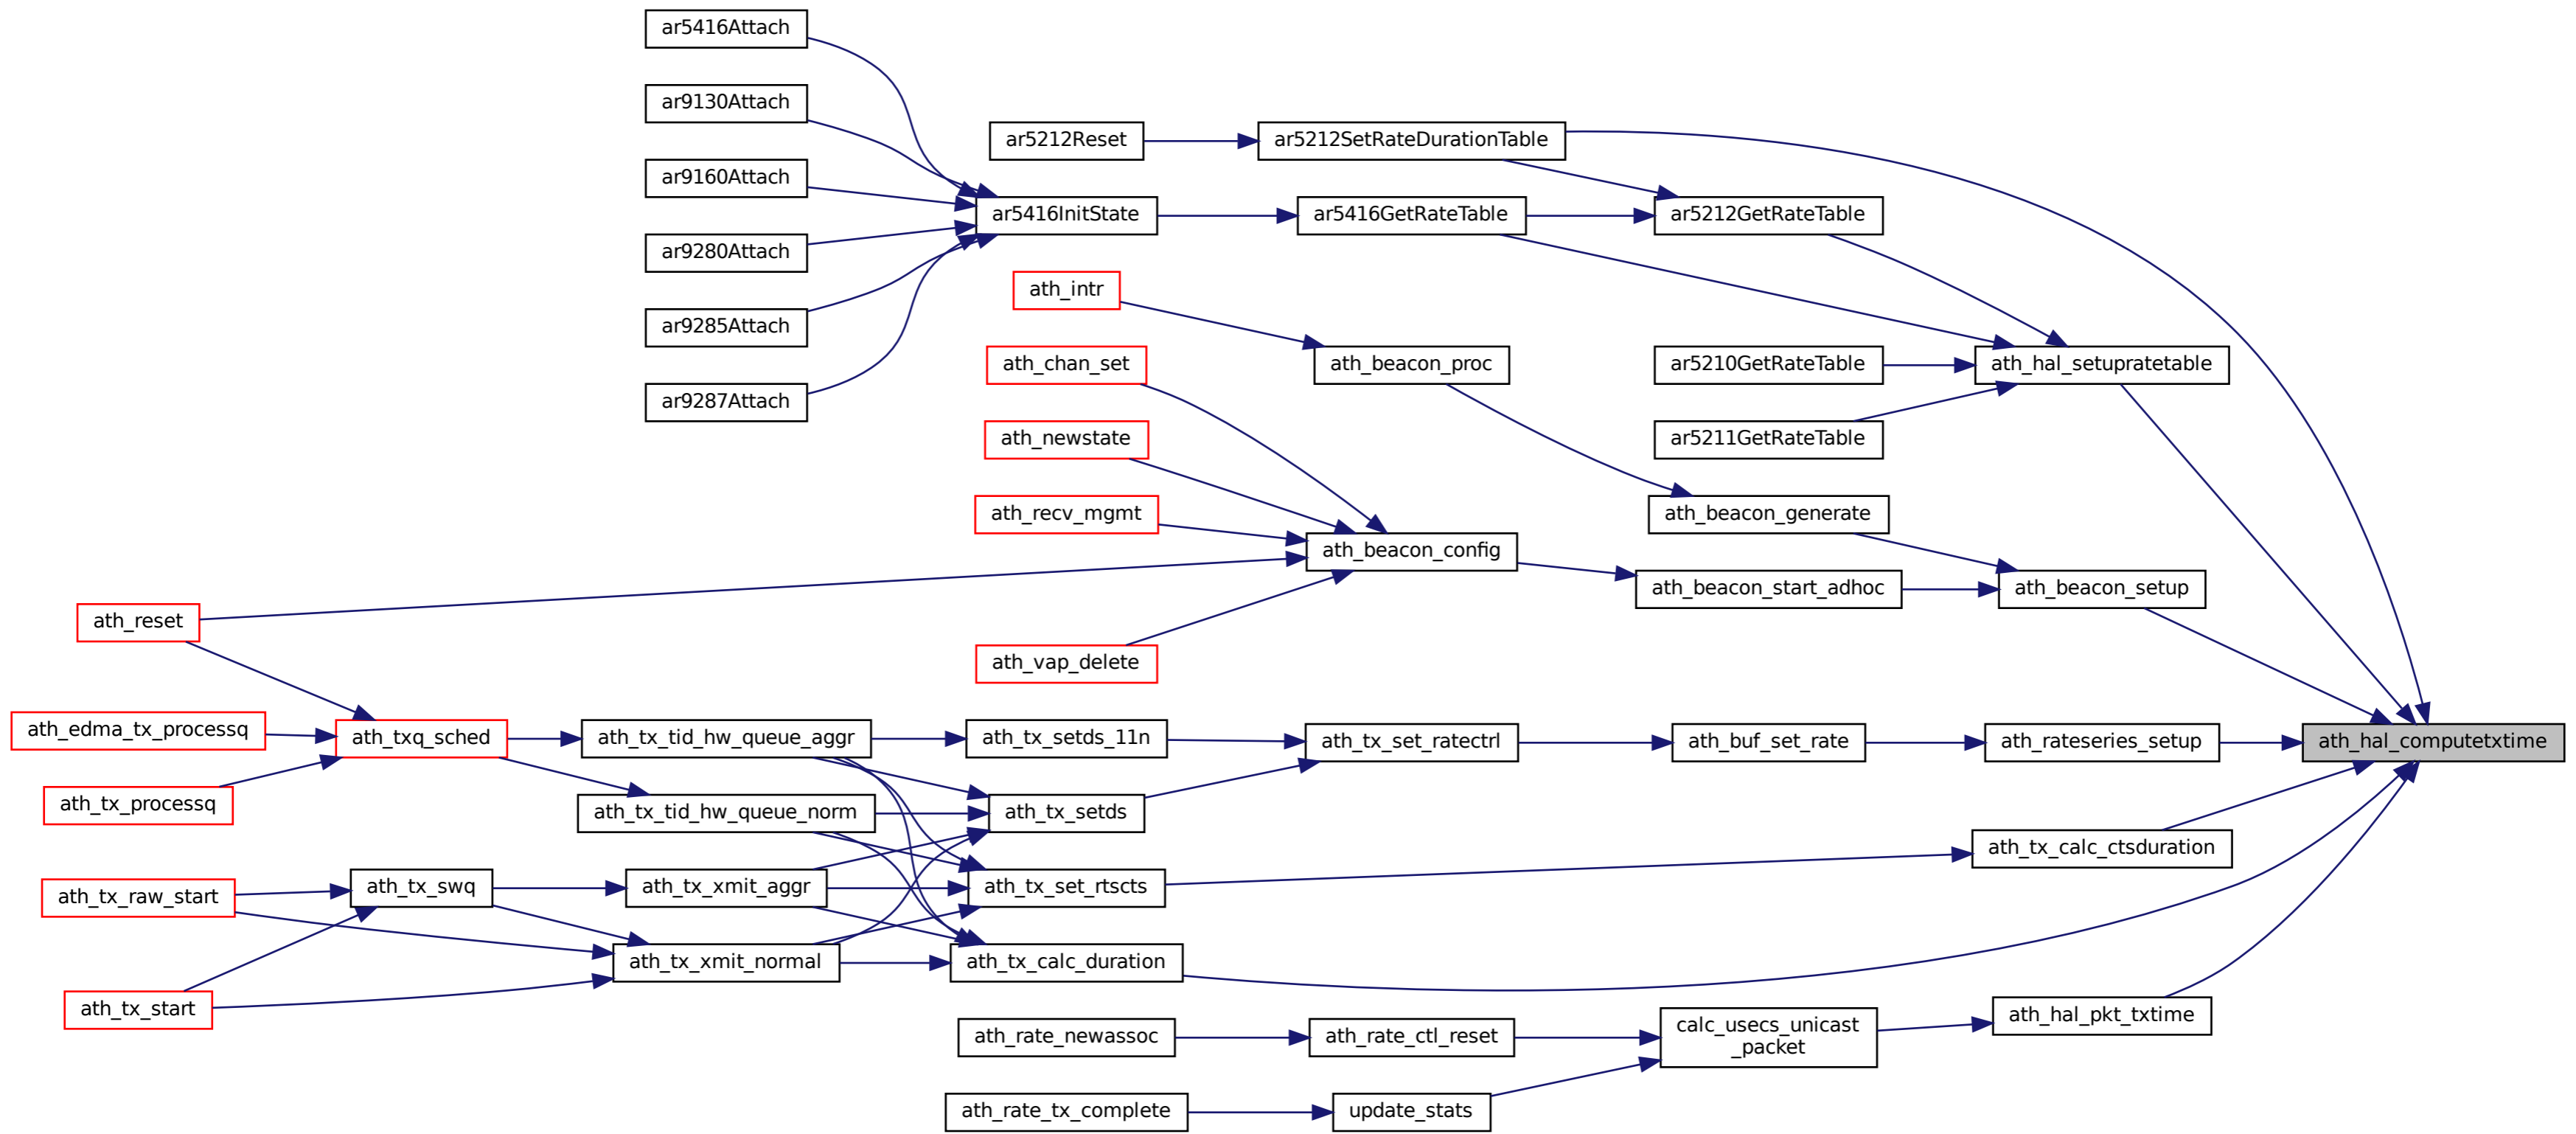 ar5416Attach
ar9130Attach
ar5212Reset
ar5212SetRateDurationTable
ar9160Attach
ar5416InitState
ar5416GetRateTable
ar5212GetRateTable
ar9280Attach
ath_intr
ar9285Attach
ath_chan_set
ath_beacon_proc
ar5210GetRateTable
ath_hal_setupratetable
ar9287Attach
ath_newstate
ar5211GetRateTable
ath_recv_mgmt
ath_beacon_generate
ath_beacon_config
ath_beacon_start_adhoc
ath_beacon_setup
ath_reset
ath_vap_delete
ath_edma_tx_processq
ath_txq_sched
ath_tx_tid_hw_queue_aggr
ath_tx_setds_11n
ath_tx_set_ratectrl
ath_buf_set_rate
ath_rateseries_setup
ath_hal_computetxtime
ath_tx_processq
ath_tx_tid_hw_queue_norm
ath_tx_setds
ath_tx_calc_ctsduration
ath_tx_raw_start
ath_tx_swq
ath_tx_xmit_aggr
ath_tx_set_rtscts
ath_tx_xmit_normal
ath_tx_calc_duration
ath_tx_start
ath_hal_pkt_txtime
ath_rate_newassoc
ath_rate_ctl_reset
calc_usecs_unicast
_packet
ath_rate_tx_complete
update_stats